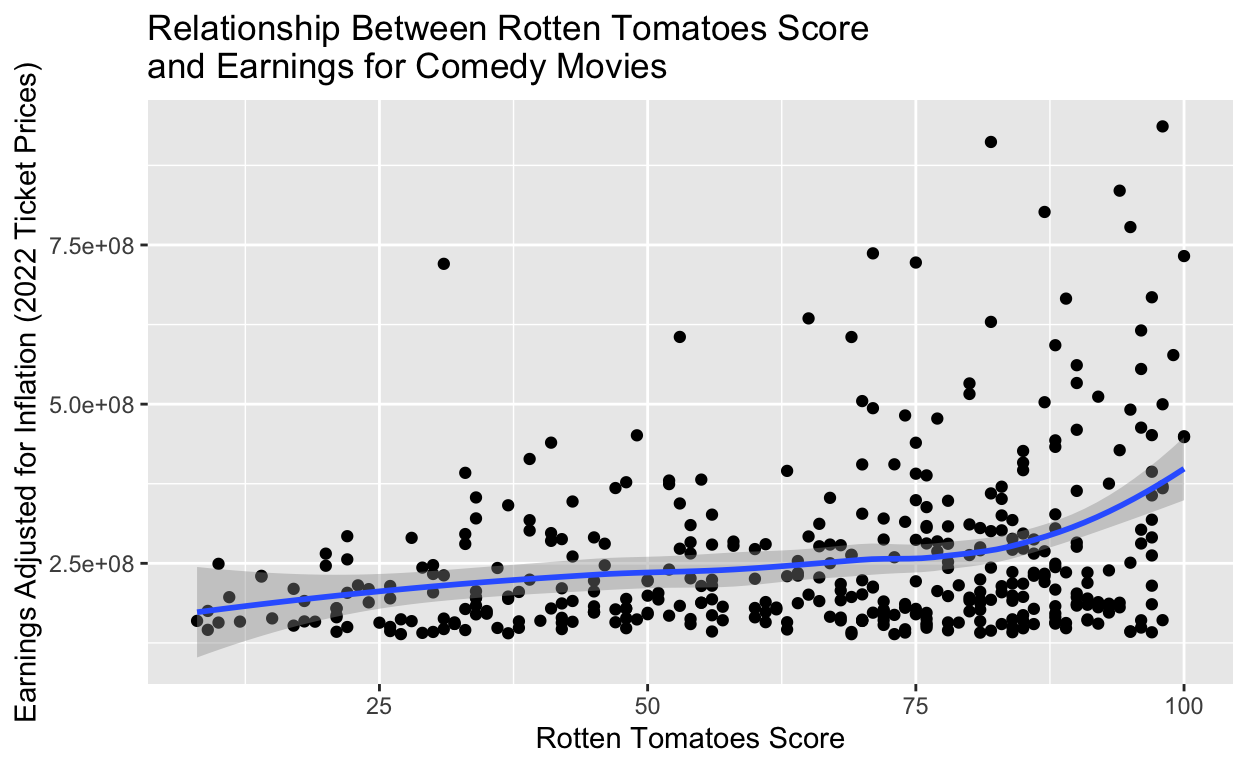 Relationship Between Rotten Tomatoes Score
and Earnings for Comedy Movies
Earnings Adjusted for Inflation (2022 Ticket Prices)
7.5e+08
5.0e+08
2.5e+08
25
50
75
100
Rotten Tomatoes Score